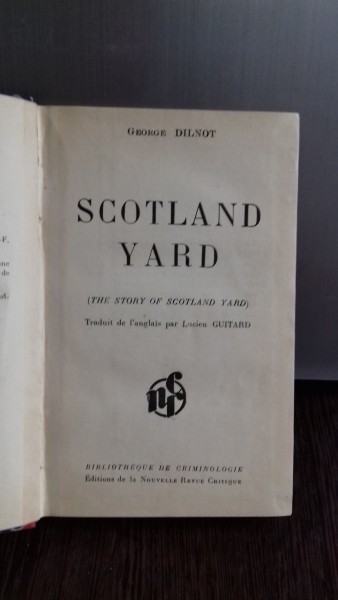 GEORGE DILNOT
SCOTLAND
YARD
(THE STORY OF SCOTLAND YARD)
Traduit de l'anglais par Lucien GUITARD
nrc
BIBLIOTHÈQUE DE CRIMINOLOGIE
Éditions de la NOUVELLE REVUE CRITIQUE